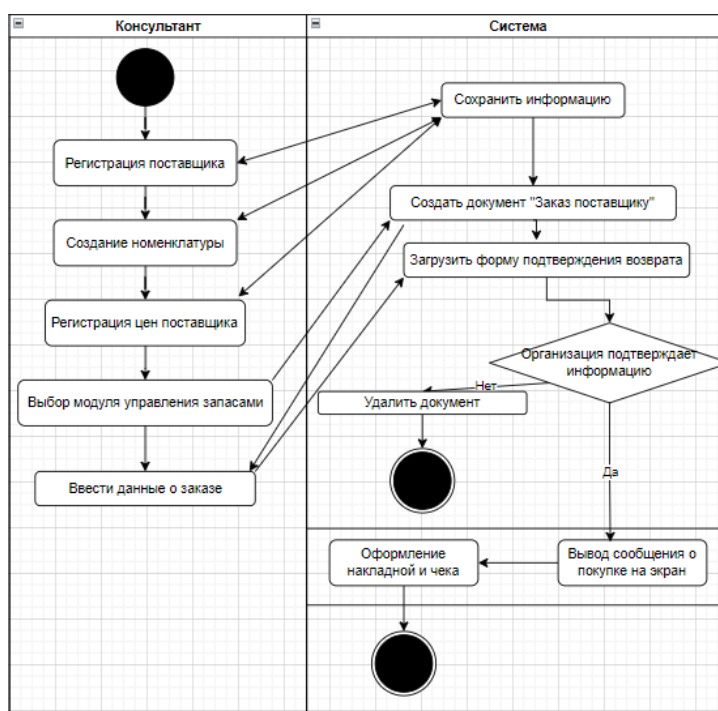 Консультант
Система
Сохранить информацию
Регистрация поставщика
Создать документ "Заказ поставщику"
Создание номенклатуры
Загрузить форму подтверждения возврата
Регистрация цен поставщика
Организация подтверждает
информацию
Нет
Выбор модуля управления запасами
Удалить документ
Да
Ввести данные о заказе
Оформление
накладной и чека
Вывод сообщения о
покупке на экран